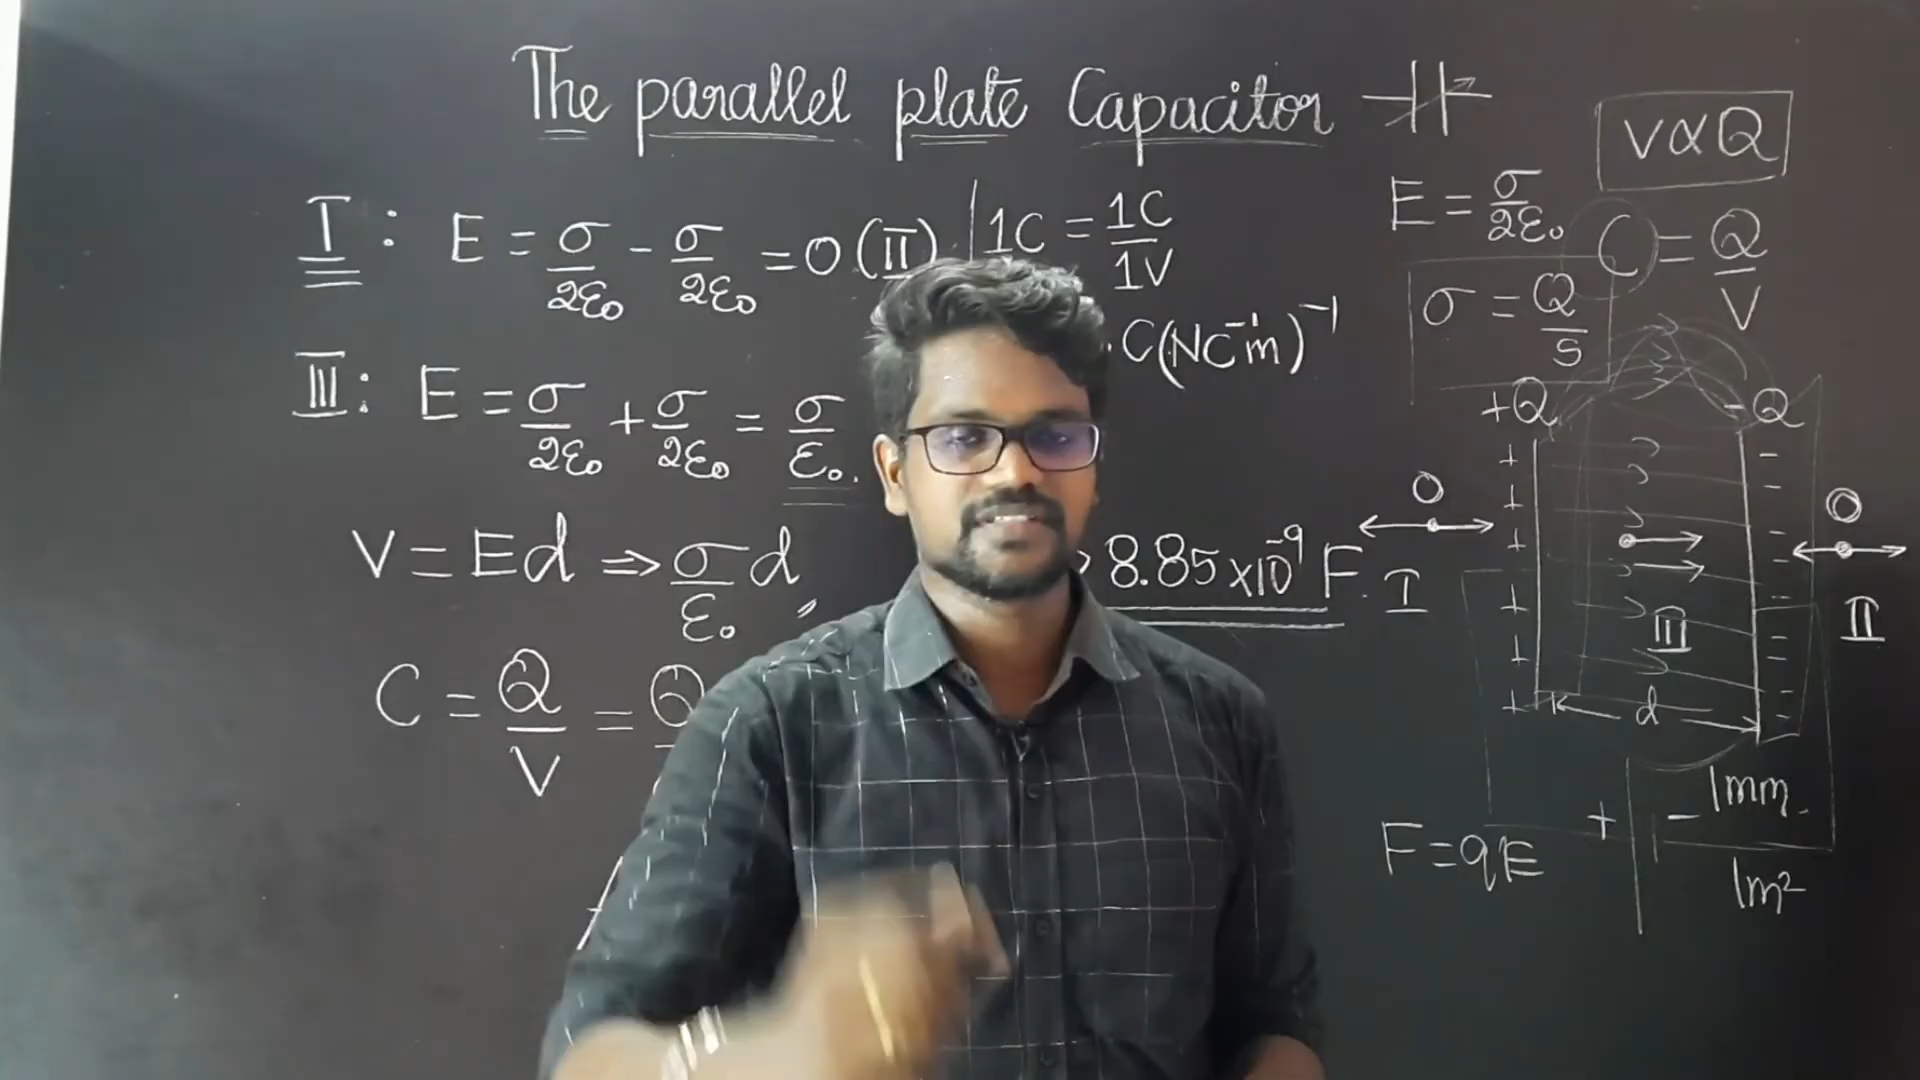 The parallel plate Capacitor
V∝Q
I : E = σ/2ε₀ - σ/2ε₀ = 0 (II)
1C = 1C/1V
E = σ/2ε₀
C = Q/V
C(NC⁻¹m)⁻¹
σ = Q/S
III : E = σ/2ε₀ + σ/2ε₀ = σ/ε₀.
+Q -Q
0 0
V = Ed ⇒ σ/ε₀ d
8.85×10⁻⁹ F.
I III II
C = Q/V = Q
d
+ - 1mm.
F = qE
1m²